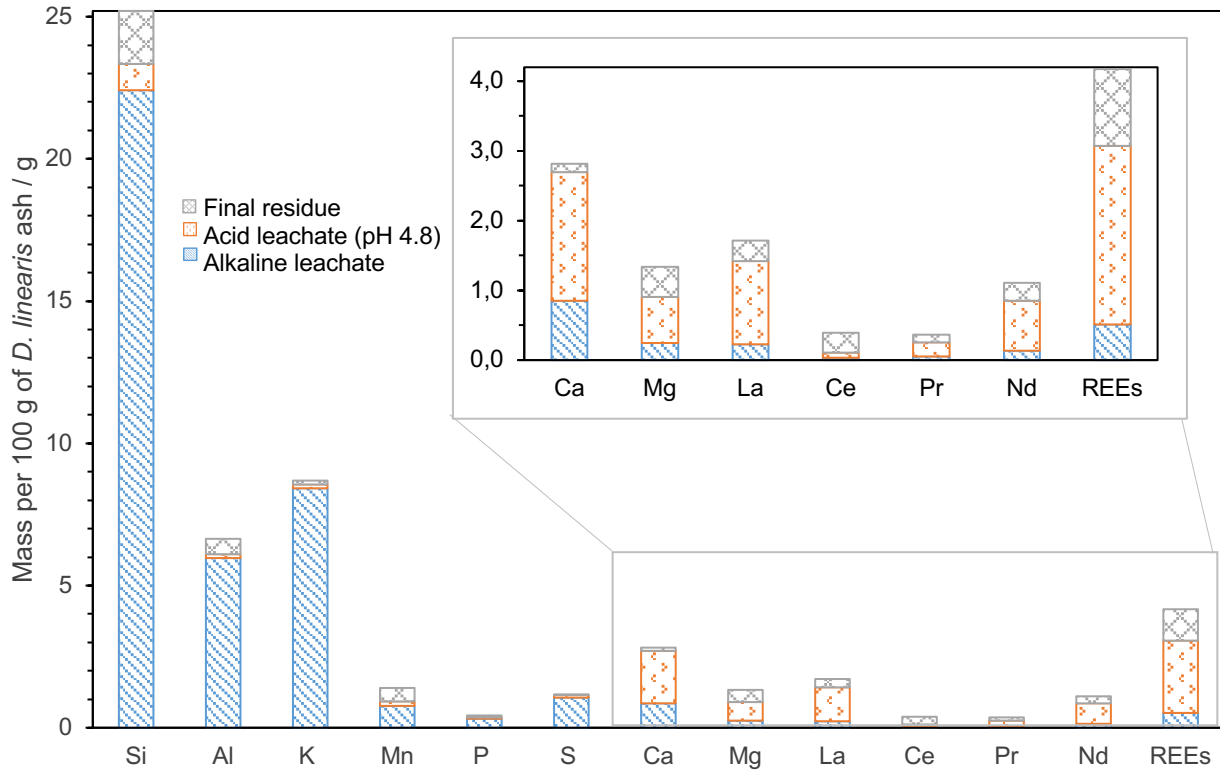 Mass per 100 g of D. linearis ash / g
25
20
15
10
5
0
Final residue
Acid leachate (pH 4.8)
Alkaline leachate
4,0
3,0
2,0
1,0
0,0
Ca Mg La Ce Pr Nd REEs
Si Al K Mn P S Ca Mg La Ce Pr Nd REEs